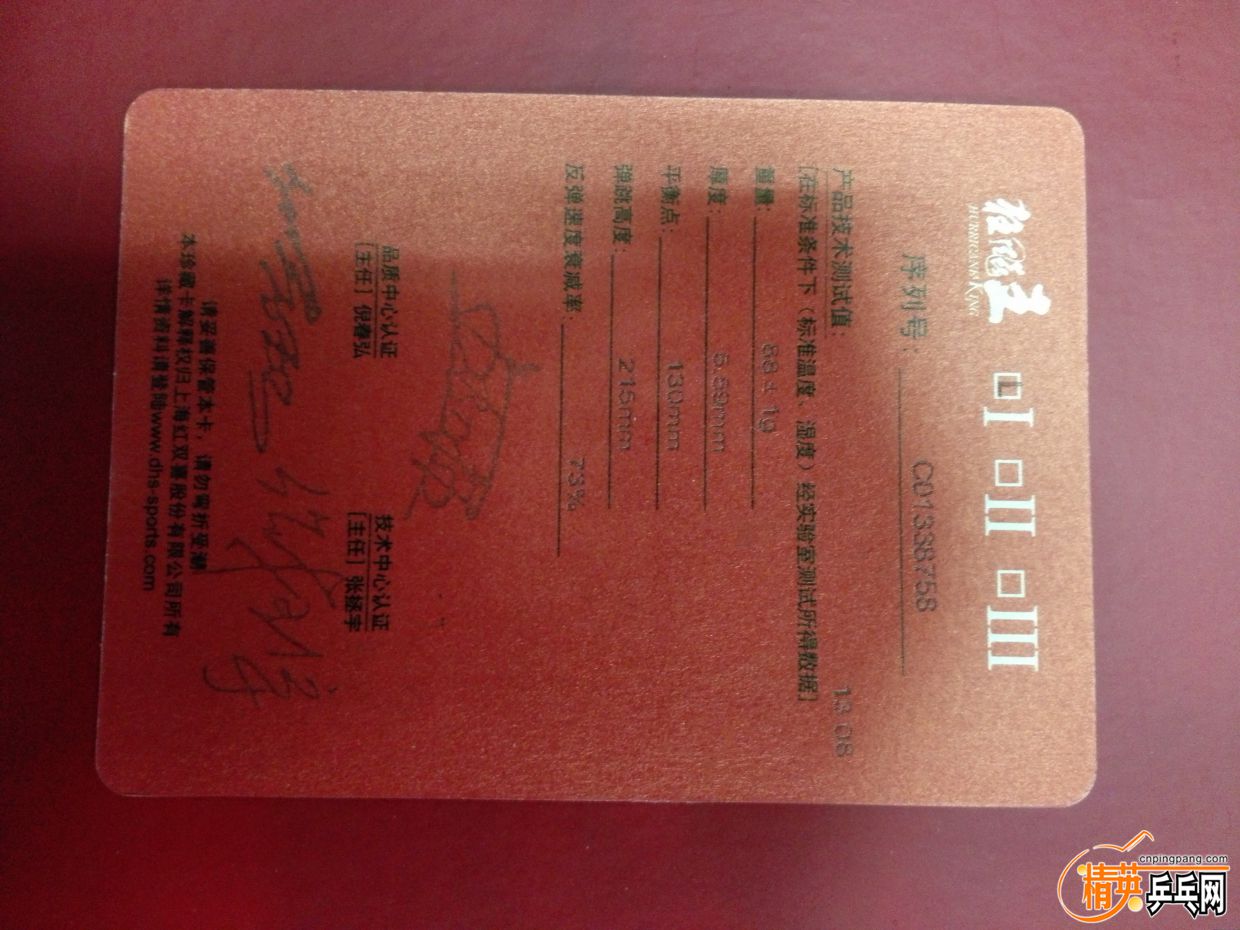 狂飚王
HURRICANE KING
I II III
序列号: C01338758
13.08
产品技术测试值:
[在标准条件下（标准温度、湿度）经实验室测试所得数据]
重量: 88±1g
厚度: 5.89mm
平衡点: 130mm
弹跳高度: 215mm
反弹速度衰减率: 73%
品质中心认证 技术中心认证
[主任] 倪春弘 [主任] 张拯宇
请妥善保管本卡，请勿弯折受潮
本珍藏卡解释权归上海红双喜股份有限公司所有
详情资料请登陆www.dhs-sports.com
cnpingpang.com
精英乒乓网